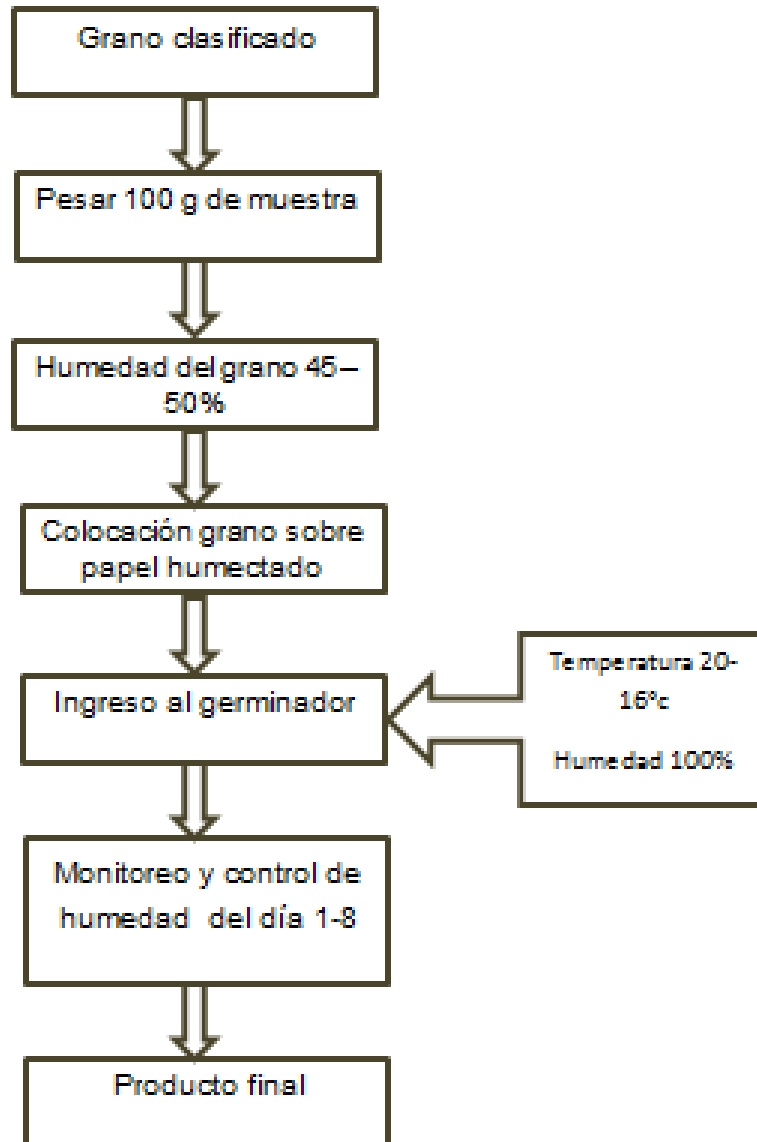 Grano clasificado
Pesar 100 g de muestra
Humedad del grano 45–
50%
Colocación grano sobre
papel humectado
Ingreso al germinador
Temperatura 20-
16°c
Humedad 100%
Monitoreo y control de
humedad del día 1-8
Producto final